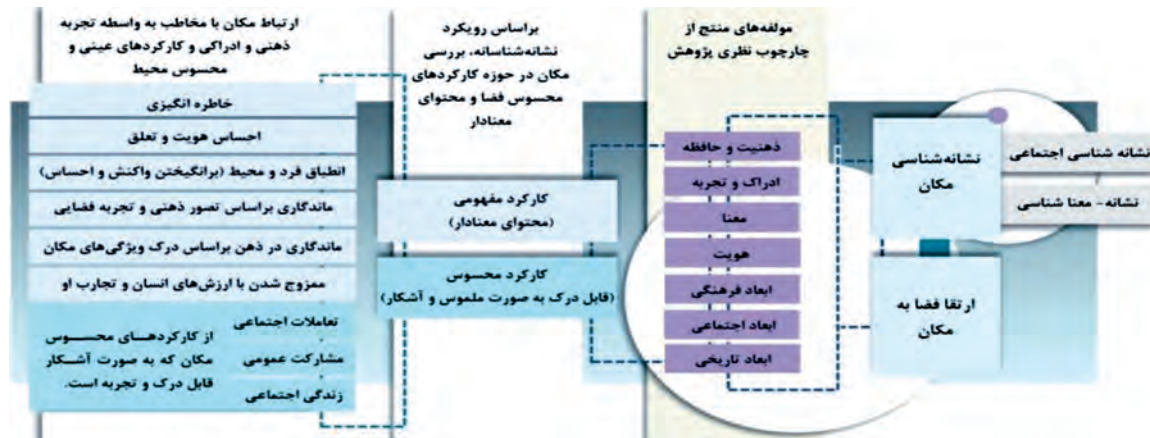 نشانه شناسی اجتماعی
نشانه - معنا شناسی
نشانه‌شناسی
مکان
ارتقا فضا به
مکان
مولفه‌های منتج از
چارچوب نظری پژوهش
ذهنیت و حافظه
ادراک و تجربه
معنا
هویت
ابعاد فرهنگی
ابعاد اجتماعی
ابعاد تاریخی
براساس رویکرد
نشانه‌شناسانه، بررسی
مکان در حوزه کارکردهای
محسوس فضا و محتوای
معنادار
کارکرد مفهومی
(محتوای معنادار)
کارکرد محسوس
(قابل درک به صورت ملموس و آشکار)
ارتباط مکان با مخاطب به واسطه تجربه
ذهنی و ادراکی و کارکردهای عینی و
محسوس محیط
خاطره انگیزی
احساس هویت و تعلق
انطباق فرد و محیط (برانگیختن واکنش و احساس)
ماندگاری براساس تصور ذهنی و تجربه فضایی
ماندگاری در ذهن براساس درک ویژگی‌های مکان
ممزوج شدن با ارزش‌های انسان و تجارب او
تعاملات اجتماعی
مشارکت عمومی
زندگی اجتماعی
از کارکردهای محسوس
مکان که به صورت آشکار
قابل درک و تجربه است.